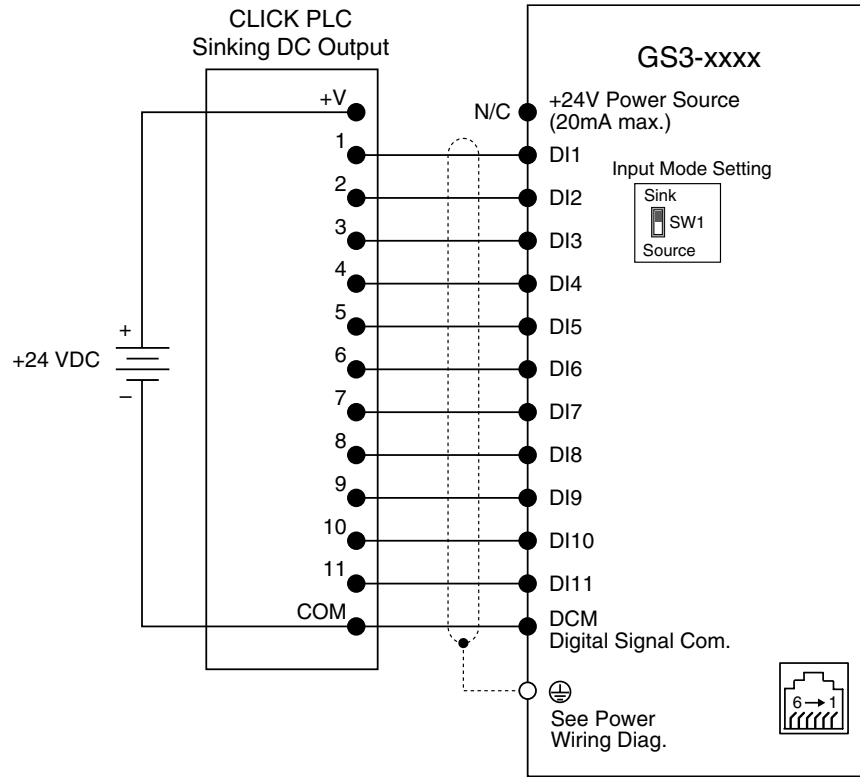 CLICK PLC
Sinking DC Output
GS3-xxxx
+V
N/C
+24V Power Source
(20mA max.)
1
DI1
Input Mode Setting
Sink
SW1
Source
2
DI2
3
DI3
4
DI4
5
DI5
+
+24 VDC
–
6
DI6
7
DI7
8
DI8
9
DI9
10
DI10
11
DI11
COM
DCM
Digital Signal Com.
See Power
Wiring Diag.
6→1